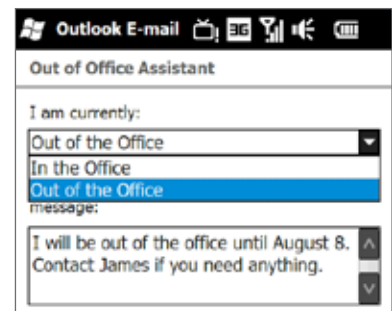 Outlook E-mail 3G
Out of Office Assistant
I am currently:
Out of the Office
In the Office
Out of the Office
message:
I will be out of the office until August 8.
Contact James if you need anything.